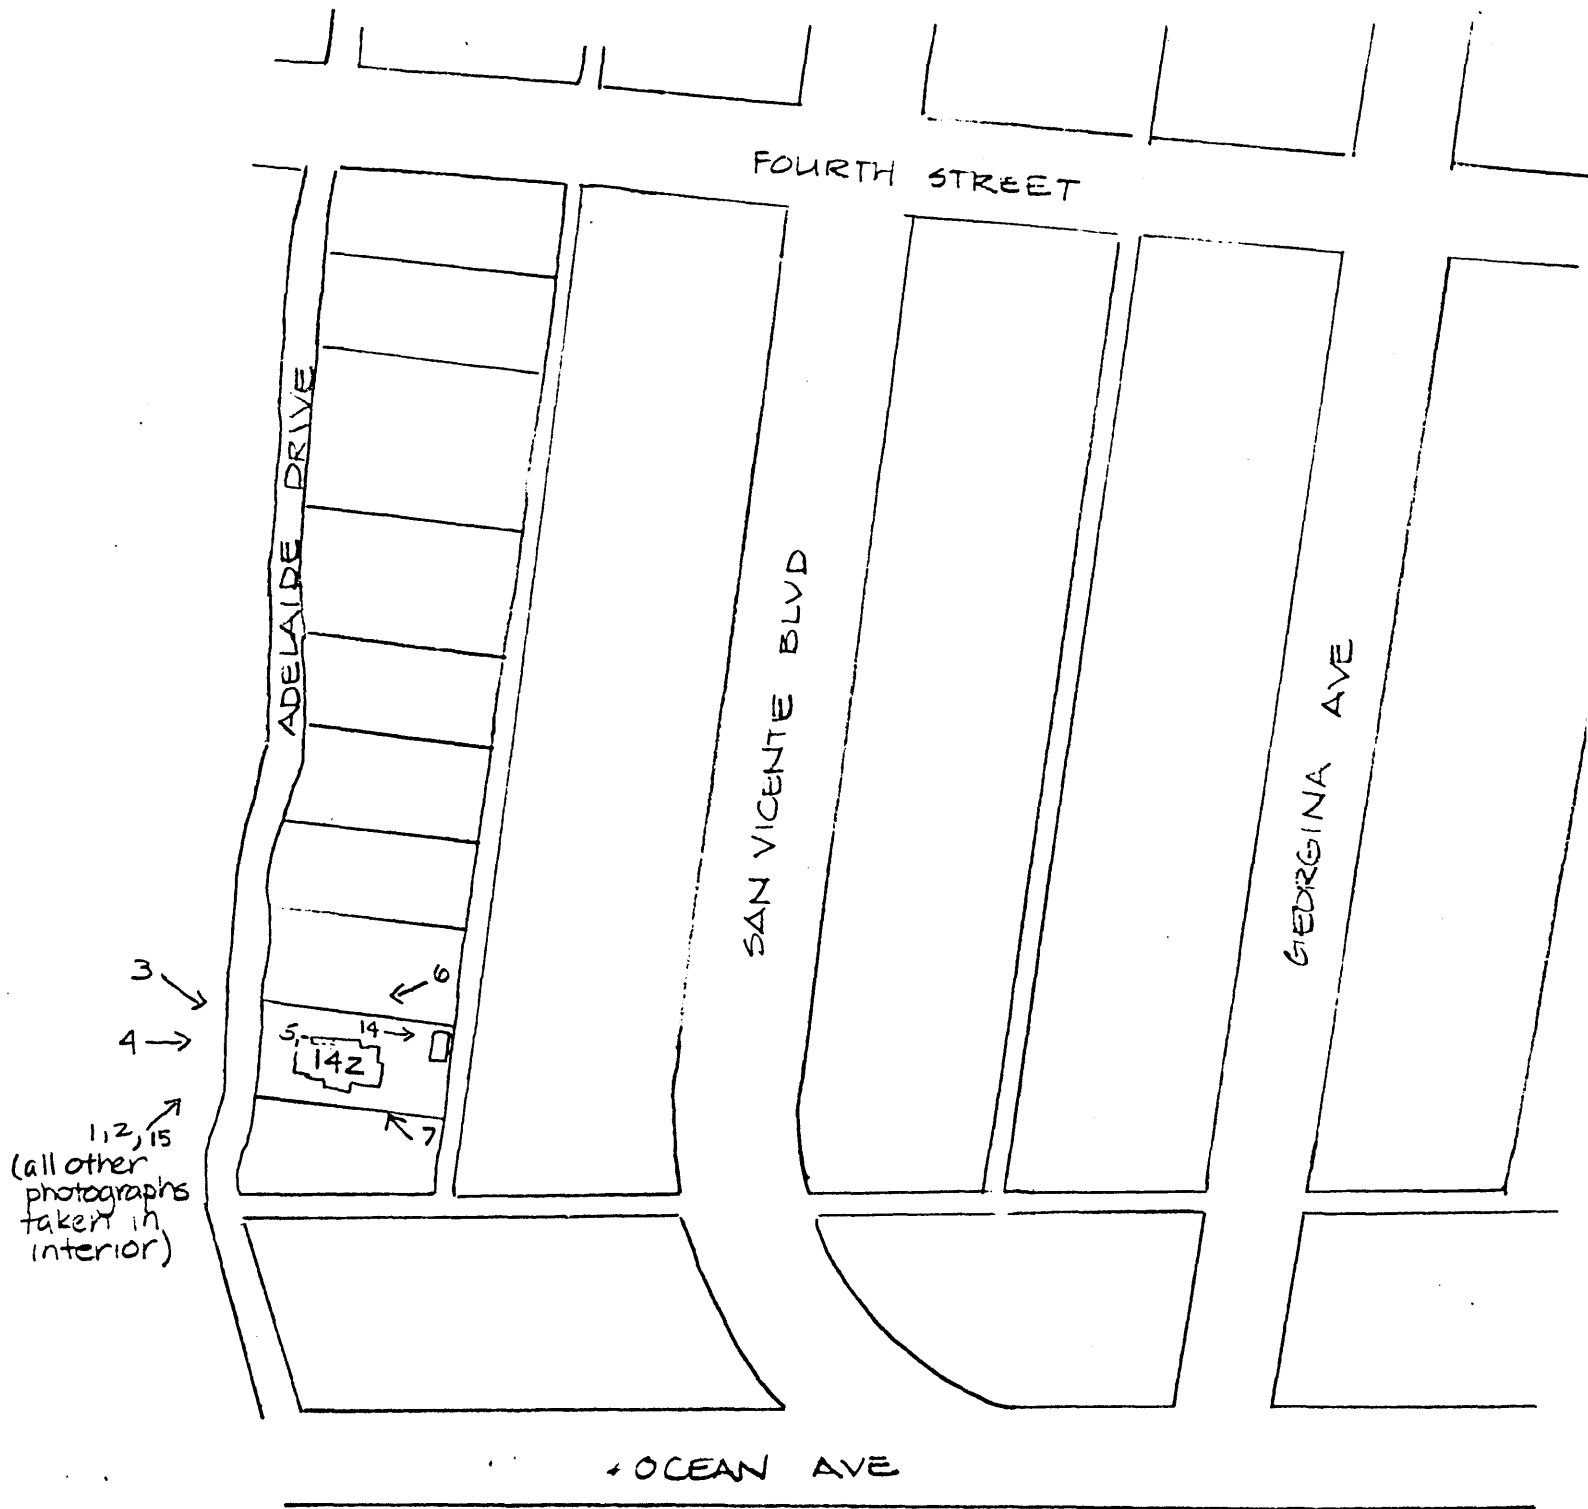 FOURTH STREET
ADELAIDE DRIVE
SAN VICENTE BLVD
GEORGINA AVE
3
6
4
5
14
142
7
1, 2, 15
(all other
photographs
taken in
interior)
OCEAN AVE